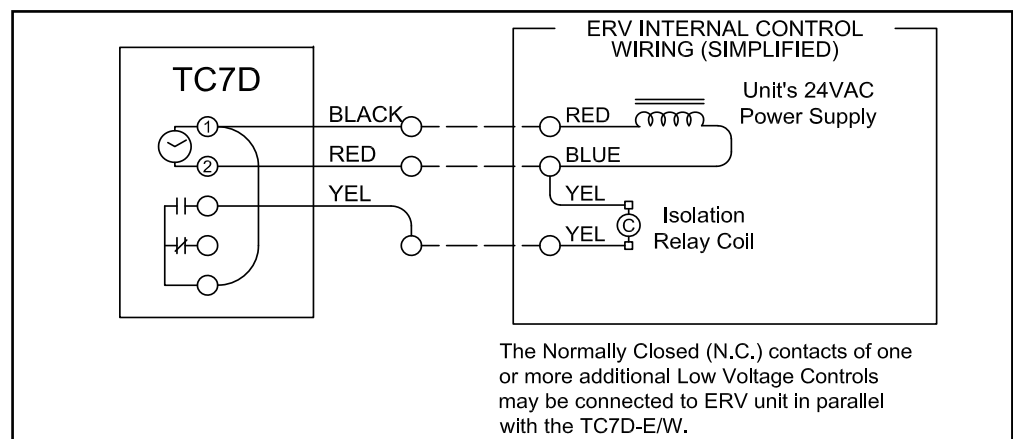 ERV INTERNAL CONTROL
WIRING (SIMPLIFIED)
TC7D
Unit's 24VAC
Power Supply
BLACK
RED
1
RED
BLUE
2
YEL
YEL
C
Isolation
Relay Coil
YEL
The Normally Closed (N.C.) contacts of one
or more additional Low Voltage Controls
may be connected to ERV unit in parallel
with the TC7D-E/W.